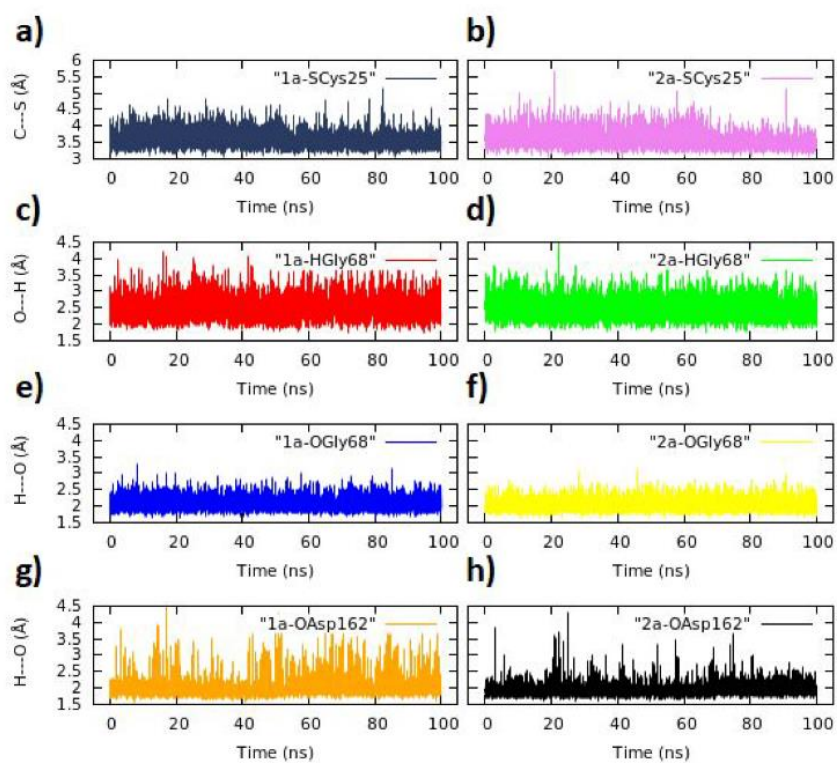 a)
b)
C---S (Å)
6
5.5
5
4.5
4
3.5
3
"1a-SCys25"
"2a-SCys25"
0 20 40 60 80 100
0 20 40 60 80 100
Time (ns)
Time (ns)
c)
d)
O---H (Å)
4.5
4
3.5
3
2.5
2
1.5
"1a-HGly68"
"2a-HGly68"
0 20 40 60 80 100
0 20 40 60 80 100
Time (ns)
Time (ns)
e)
f)
H---O (Å)
4.5
4
3.5
3
2.5
2
1.5
"1a-OGly68"
"2a-OGly68"
0 20 40 60 80 100
0 20 40 60 80 100
Time (ns)
Time (ns)
g)
h)
H---O (Å)
4.5
4
3.5
3
2.5
2
1.5
"1a-OAsp162"
"2a-OAsp162"
0 20 40 60 80 100
0 20 40 60 80 100
Time (ns)
Time (ns)